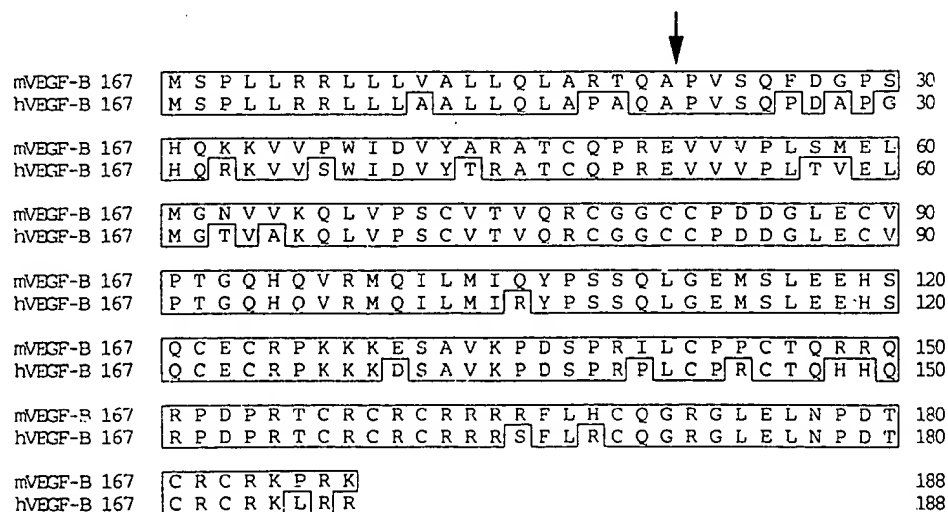 mVEGF-B 167 M S P L L R R L L L V A L L Q L A R T Q A P V S Q F D G P S 30
hVEGF-B 167 M S P L L R R L L L A A L L Q L A P A Q A P V S Q P D A P G 30
mVEGF-B 167 H Q K K V V P W I D V Y A R A T C Q P R E V V V P L S M E L 60
hVEGF-B 167 H Q R K V V S W I D V Y T R A T C Q P R E V V V P L T V E L 60
mVEGF-B 167 M G N V V K Q L V P S C V T V Q R C G G C C P D D G L E C V 90
hVEGF-B 167 M G T V A K Q L V P S C V T V Q R C G G C C P D D G L E C V 90
mVEGF-B 167 P T G Q H Q V R M Q I L M I Q Y P S S Q L G E M S L E E H S 120
hVEGF-B 167 P T G Q H Q V R M Q I L M I R Y P S S Q L G E M S L E E H S 120
mVEGF-B 167 Q C E C R P K K K E S A V K P D S P R I L C P P C T Q R R Q 150
hVEGF-B 167 Q C E C R P K K K D S A V K P D S P R P L C P R C T Q H H Q 150
mVEGF-B 167 R P D P R T C R C R C R R R R F L H C Q G R G L E L N P D T 180
hVEGF-B 167 R P D P R T C R C R C R R R S F L R C Q G R G L E L N P D T 180
mVEGF-B 167 C R C R K P R K 188
hVEGF-B 167 C R C R K L R R 188